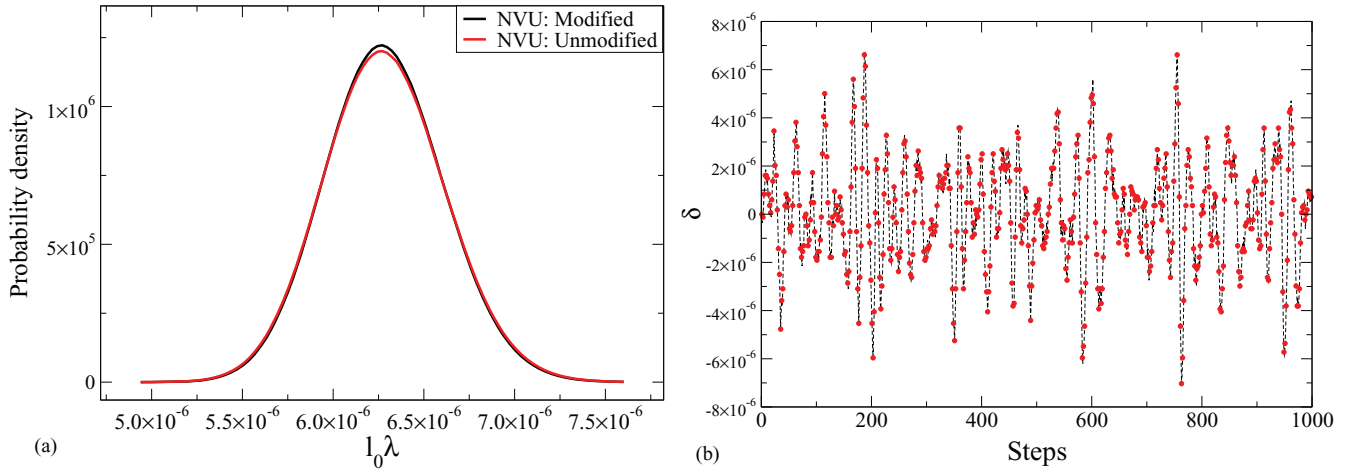 NVU: Modified
NVU: Unmodified
Probability density
1×10^6
5×10^5
0
5.0×10^-6 5.5×10^-6 6.0×10^-6 6.5×10^-6 7.0×10^-6 7.5×10^-6
l_0λ
(a)
8×10^-6
6×10^-6
4×10^-6
2×10^-6
0
-2×10^-6
-4×10^-6
-6×10^-6
-8×10^-6
δ
0 200 400 600 800 1000
Steps
(b)